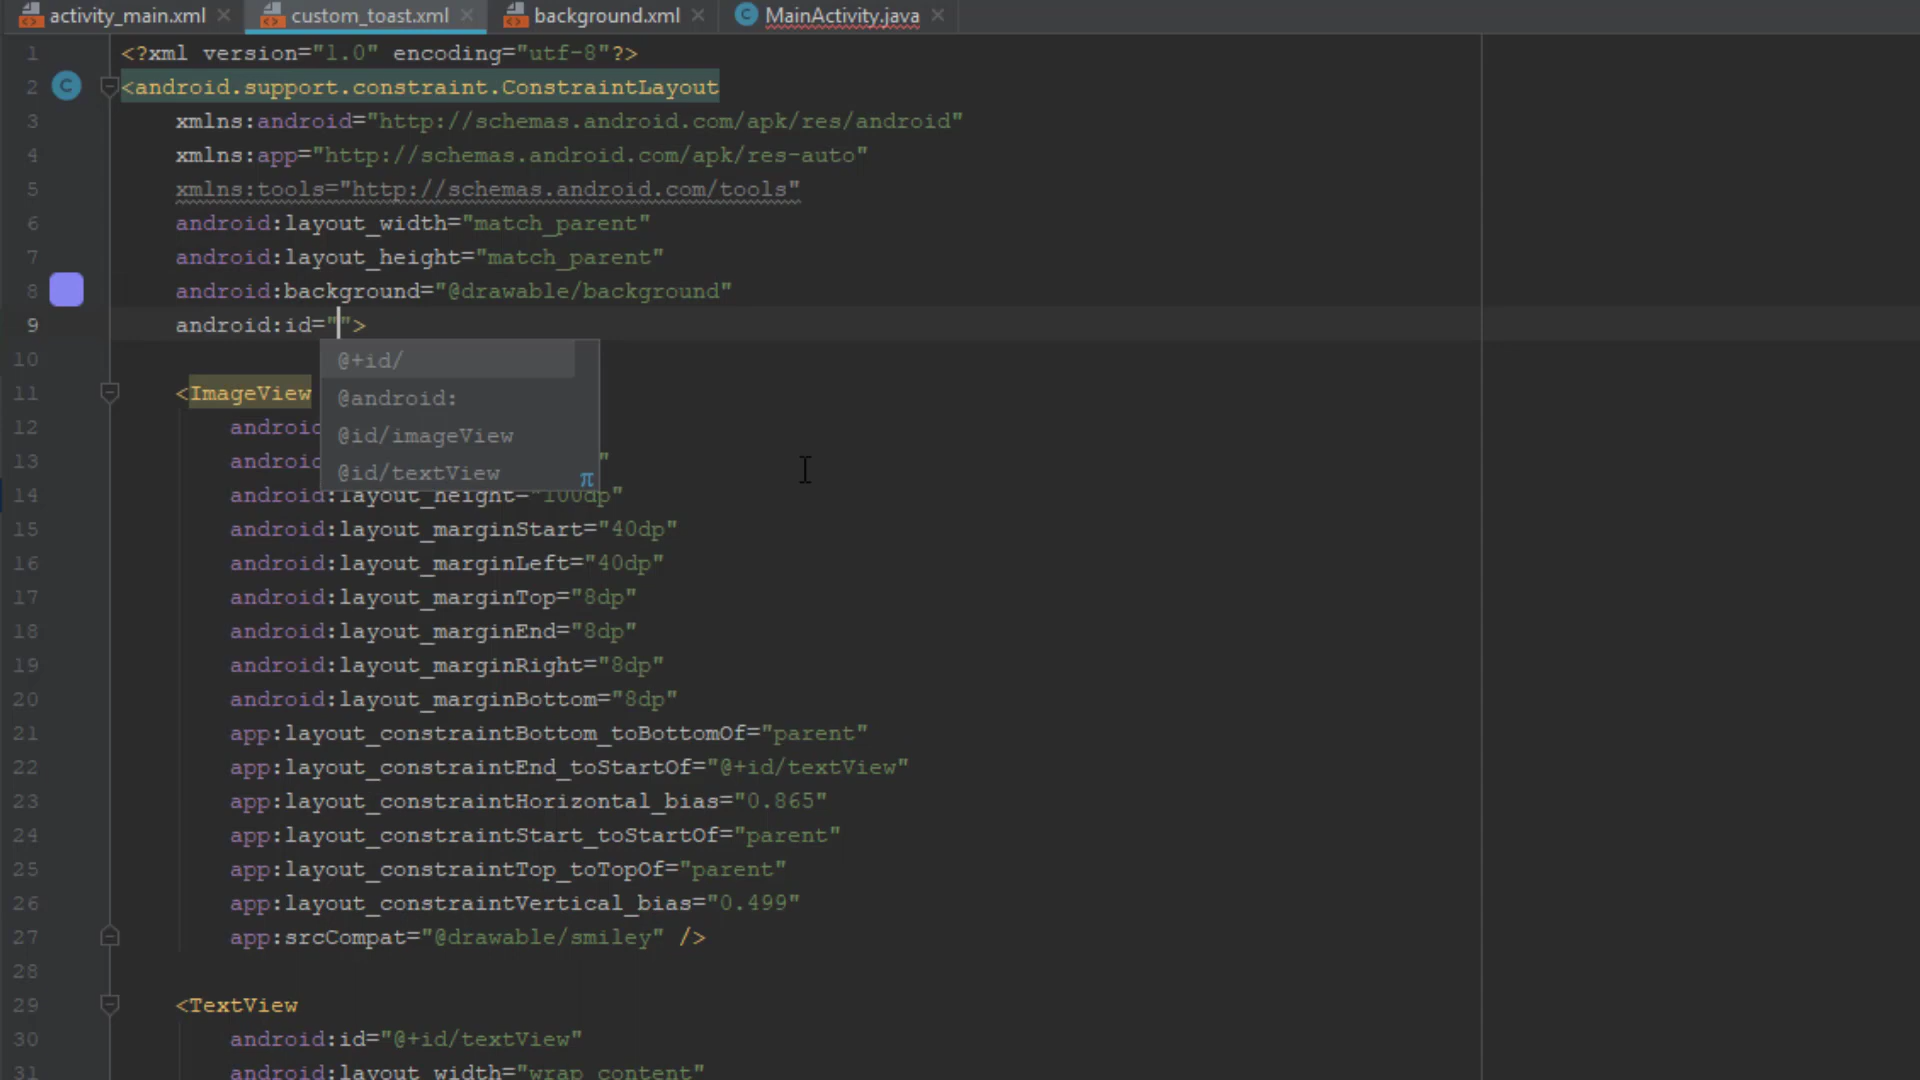 activity_main.xml custom_toast.xml background.xml MainActivity.java
1 <?xml version="1.0" encoding="utf-8"?>
2 <android.support.constraint.ConstraintLayout
3 xmlns:android="http://schemas.android.com/apk/res/android"
4 xmlns:app="http://schemas.android.com/apk/res-auto"
5 xmlns:tools="http://schemas.android.com/tools"
6 android:layout_width="match_parent"
7 android:layout_height="match_parent"
8 android:background="@drawable/background"
9 android:id="">
10 @+id/
@android:
11 <ImageView
@id/imageView
12 android
@id/textView π
13 android "
14 android:layout_height="100dp"
15 android:layout_marginStart="40dp"
16 android:layout_marginLeft="40dp"
17 android:layout_marginTop="8dp"
18 android:layout_marginEnd="8dp"
19 android:layout_marginRight="8dp"
20 android:layout_marginBottom="8dp"
21 app:layout_constraintBottom_toBottomOf="parent"
22 app:layout_constraintEnd_toStartOf="@+id/textView"
23 app:layout_constraintHorizontal_bias="0.865"
24 app:layout_constraintStart_toStartOf="parent"
25 app:layout_constraintTop_toTopOf="parent"
26 app:layout_constraintVertical_bias="0.499"
27 app:srcCompat="@drawable/smiley" />
28
29 <TextView
30 android:id="@+id/textView"
31 android:layout_width="wrap_content"